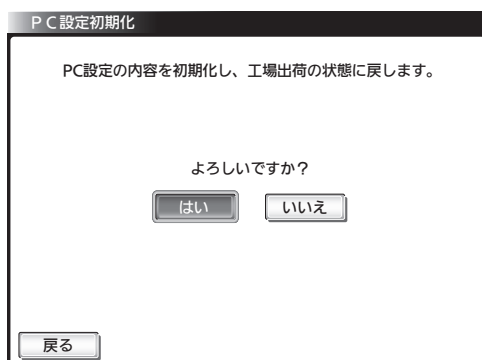 ＰＣ設定初期化
PC設定の内容を初期化し、工場出荷の状態に戻します。
よろしいですか？
はい
いいえ
戻る